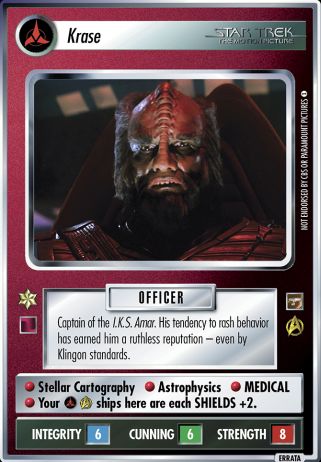 Krase
STAR TREK
THE MOTION PICTURE
NOT ENDORSED BY CBS OR PARAMOUNT PICTURES
OFFICER
Captain of the I.K.S. Amar. His tendency to rash behavior
has earned him a ruthless reputation – even by
Klingon standards.
Stellar Cartography • Astrophysics • MEDICAL
• Your ships here are each SHIELDS +2.
INTEGRITY 6 CUNNING 6 STRENGTH 8
ERRATA